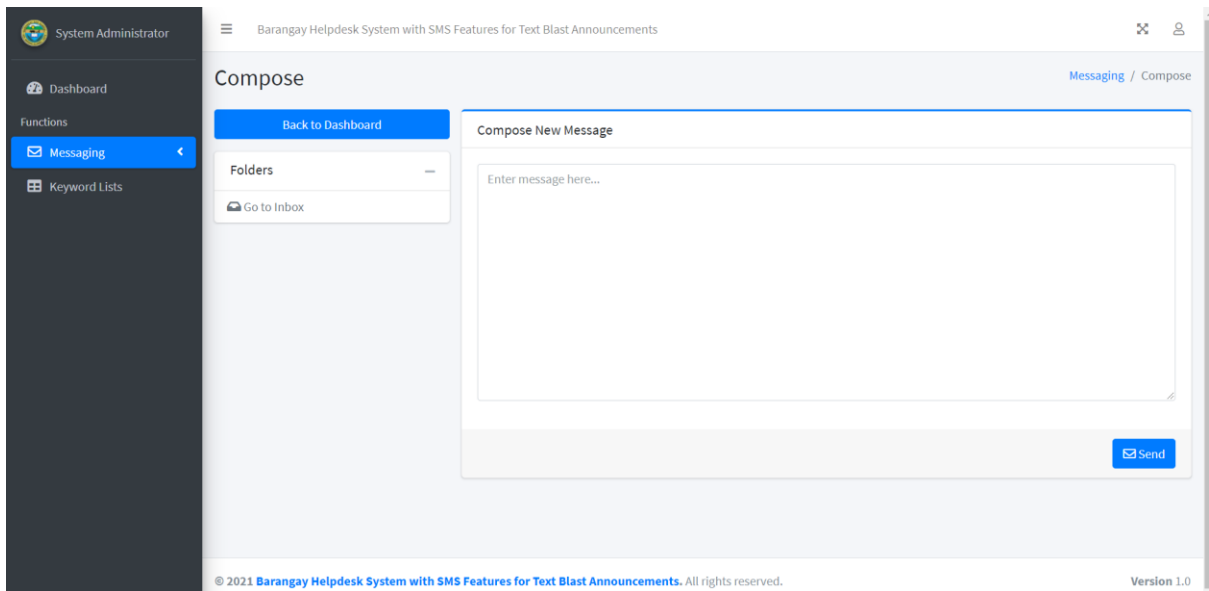 System Administrator
Dashboard
Functions
Messaging
Keyword Lists
Barangay Helpdesk System with SMS Features for Text Blast Announcements
Compose
Messaging / Compose
Back to Dashboard
Folders
Go to Inbox
Compose New Message
Enter message here...
Send
© 2021 Barangay Helpdesk System with SMS Features for Text Blast Announcements. All rights reserved.
Version 1.0